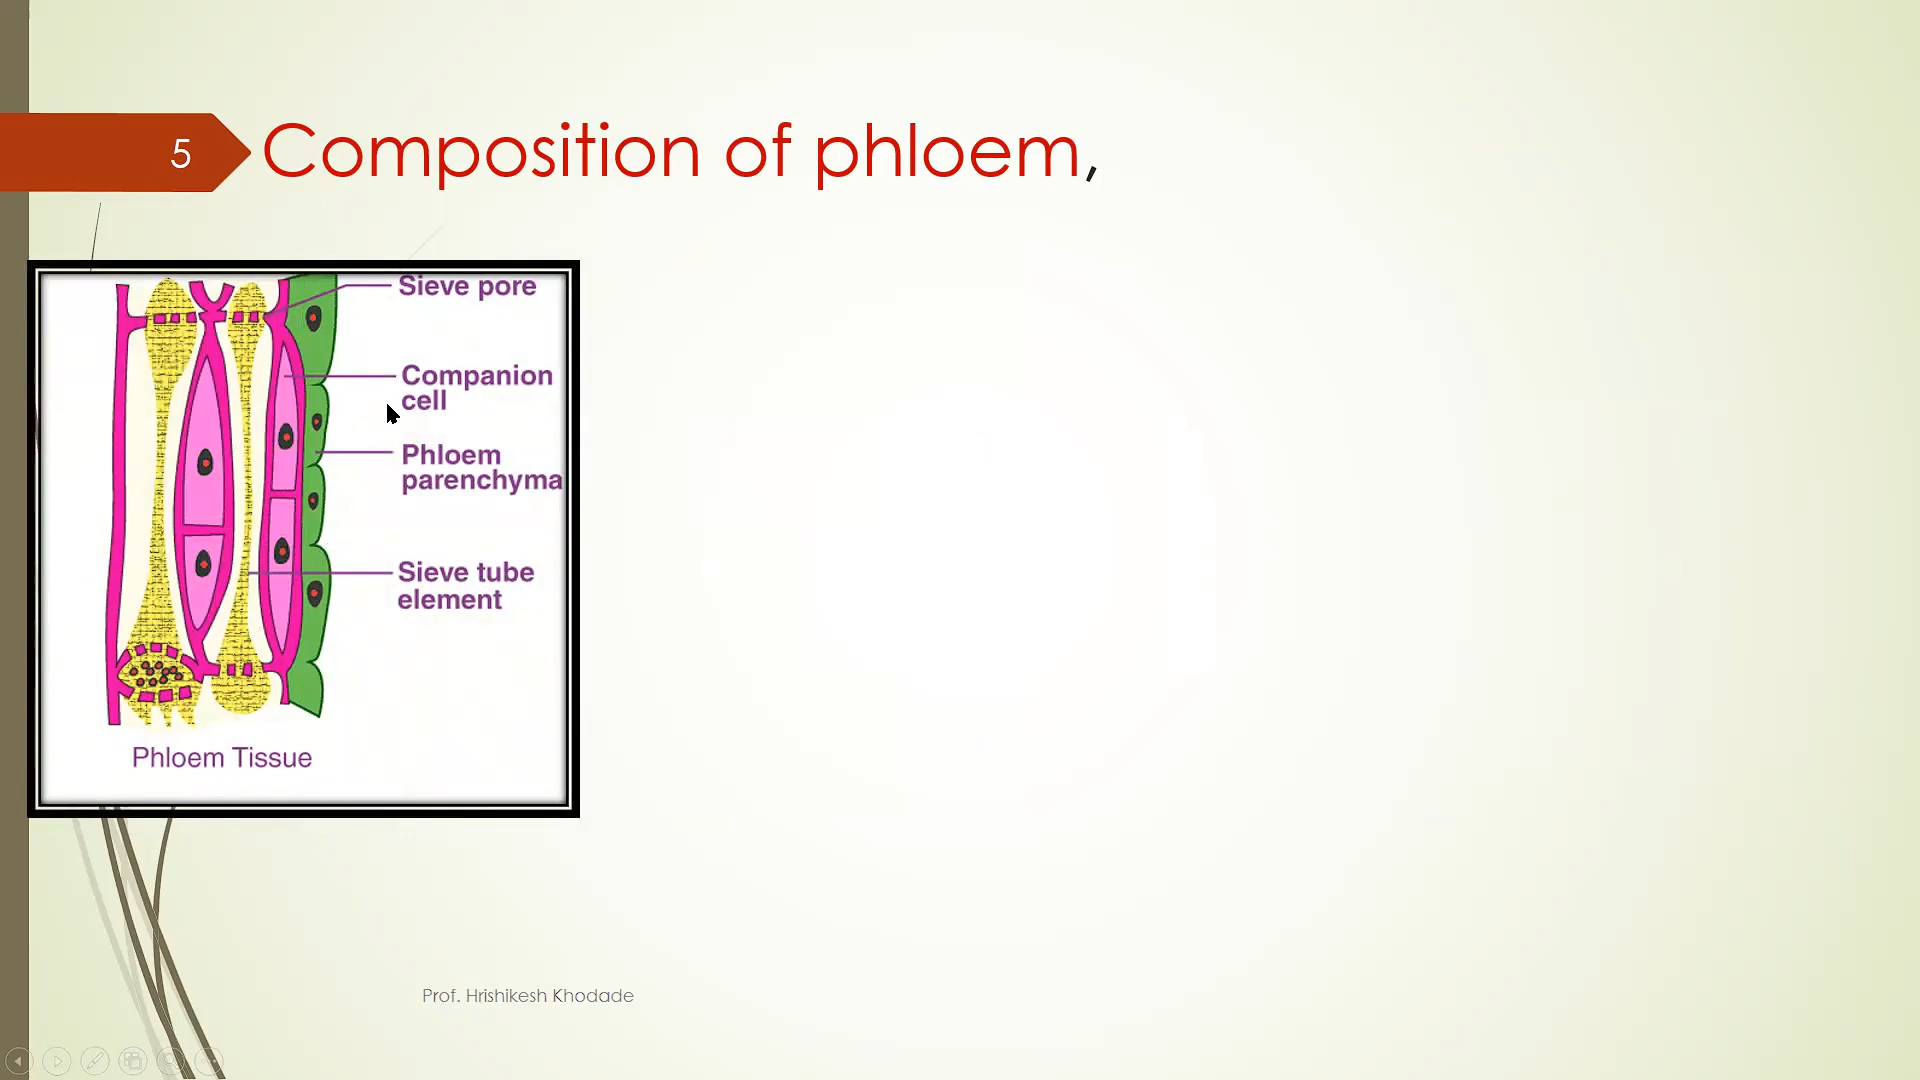 5
Composition of phloem,
Sieve pore
Companion
cell
Phloem
parenchyma
Sieve tube
element
Phloem Tissue
Prof. Hrishikesh Khodade